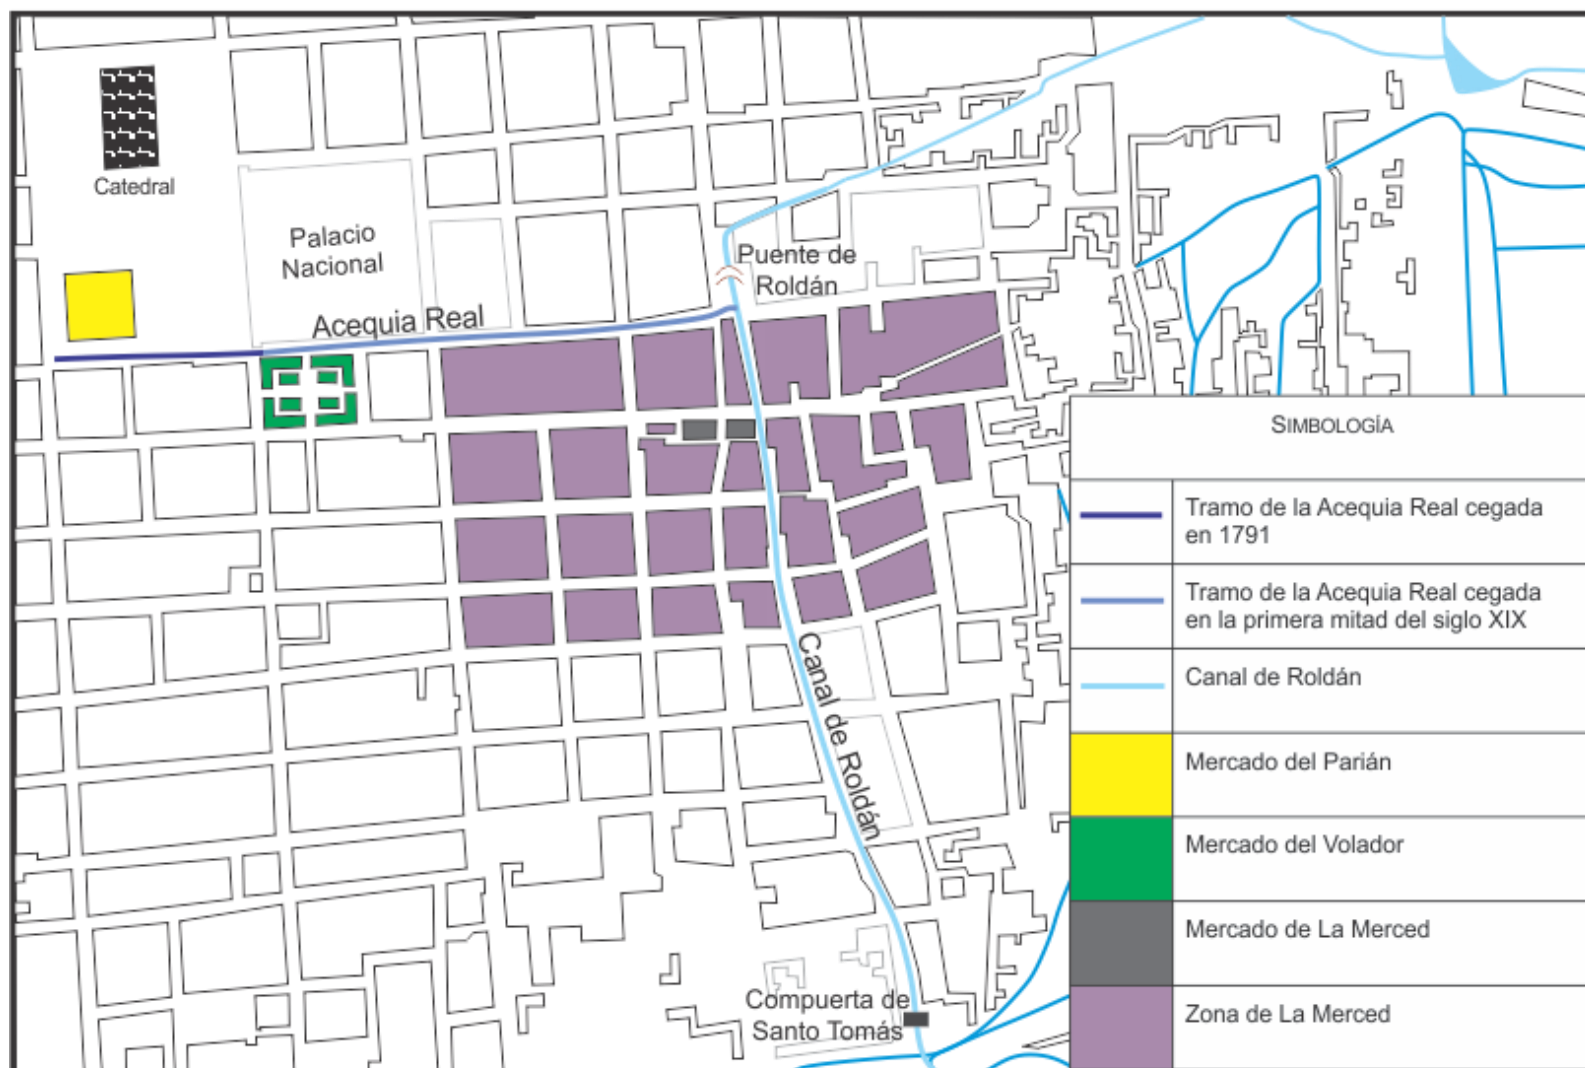 Catedral
Palacio
Nacional
Puente de
Roldán
Acequia Real
Canal de Roldán
Compuerta de
Santo Tomás
SIMBOLOGÍA
Tramo de la Acequia Real cegada
en 1791
Tramo de la Acequia Real cegada
en la primera mitad del siglo XIX
Canal de Roldán
Mercado del Parián
Mercado del Volador
Mercado de La Merced
Zona de La Merced